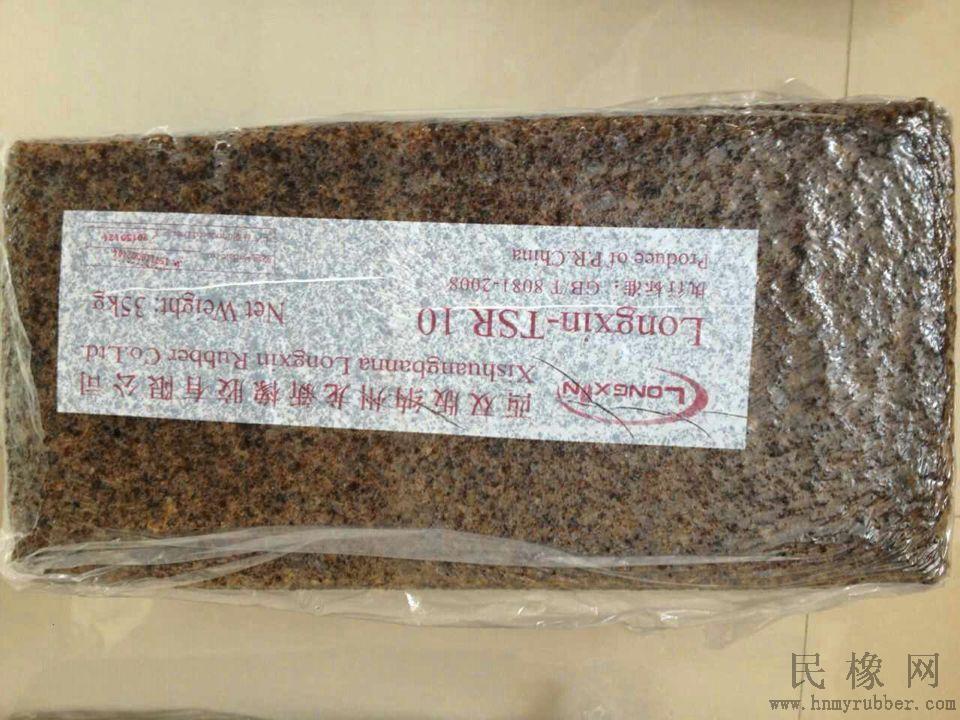 LONGXIN
西双版纳州龙新橡胶有限公司
Xishuangbanna Longxin Rubber Co.Ltd.
Longxin-TSR 10
Net Weight: 35kg
执行标准：GB/T 8081-2008
Produce of P.R.China
民橡网
www.hnmyrubber.com